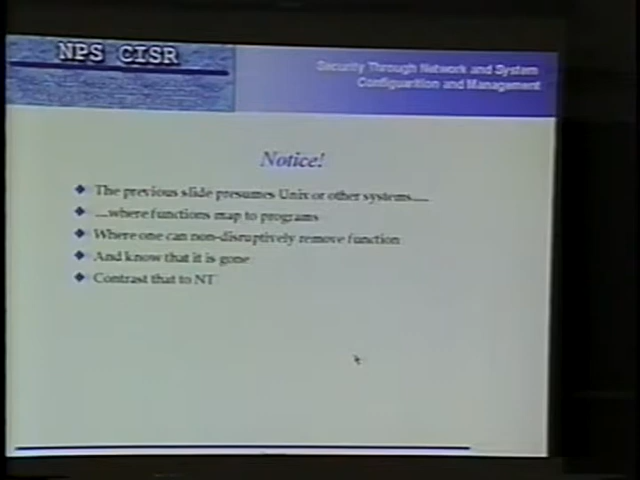 NPS CISR
Security Through Network and System
Configuration and Management
Notice!
The previous slide presumes Unix or other systems....
....where functions map to programs
Where one can non-disruptively remove function
And know that it is gone
Contrast that to NT